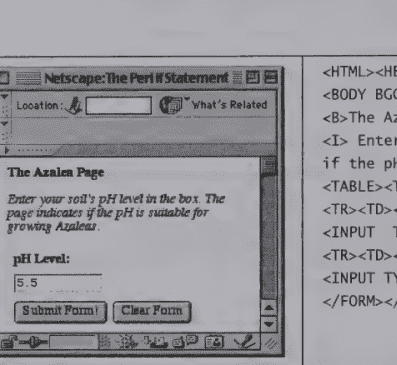 Netscape:The Perl If Statement
Location:
What's Related
The Azalea Page
Enter your soil's pH level in the box. The
page indicates if the pH is suitable for
growing Azaleas.
pH Level:
5.5
Submit Form!
Clear Form
<HTML><HE
<BODY BGC
<B>The Az
<I> Enter
if the pH
<TABLE><T
<TR><TD><
<INPUT T
<TR><TD><
<INPUT TY
</FORM></